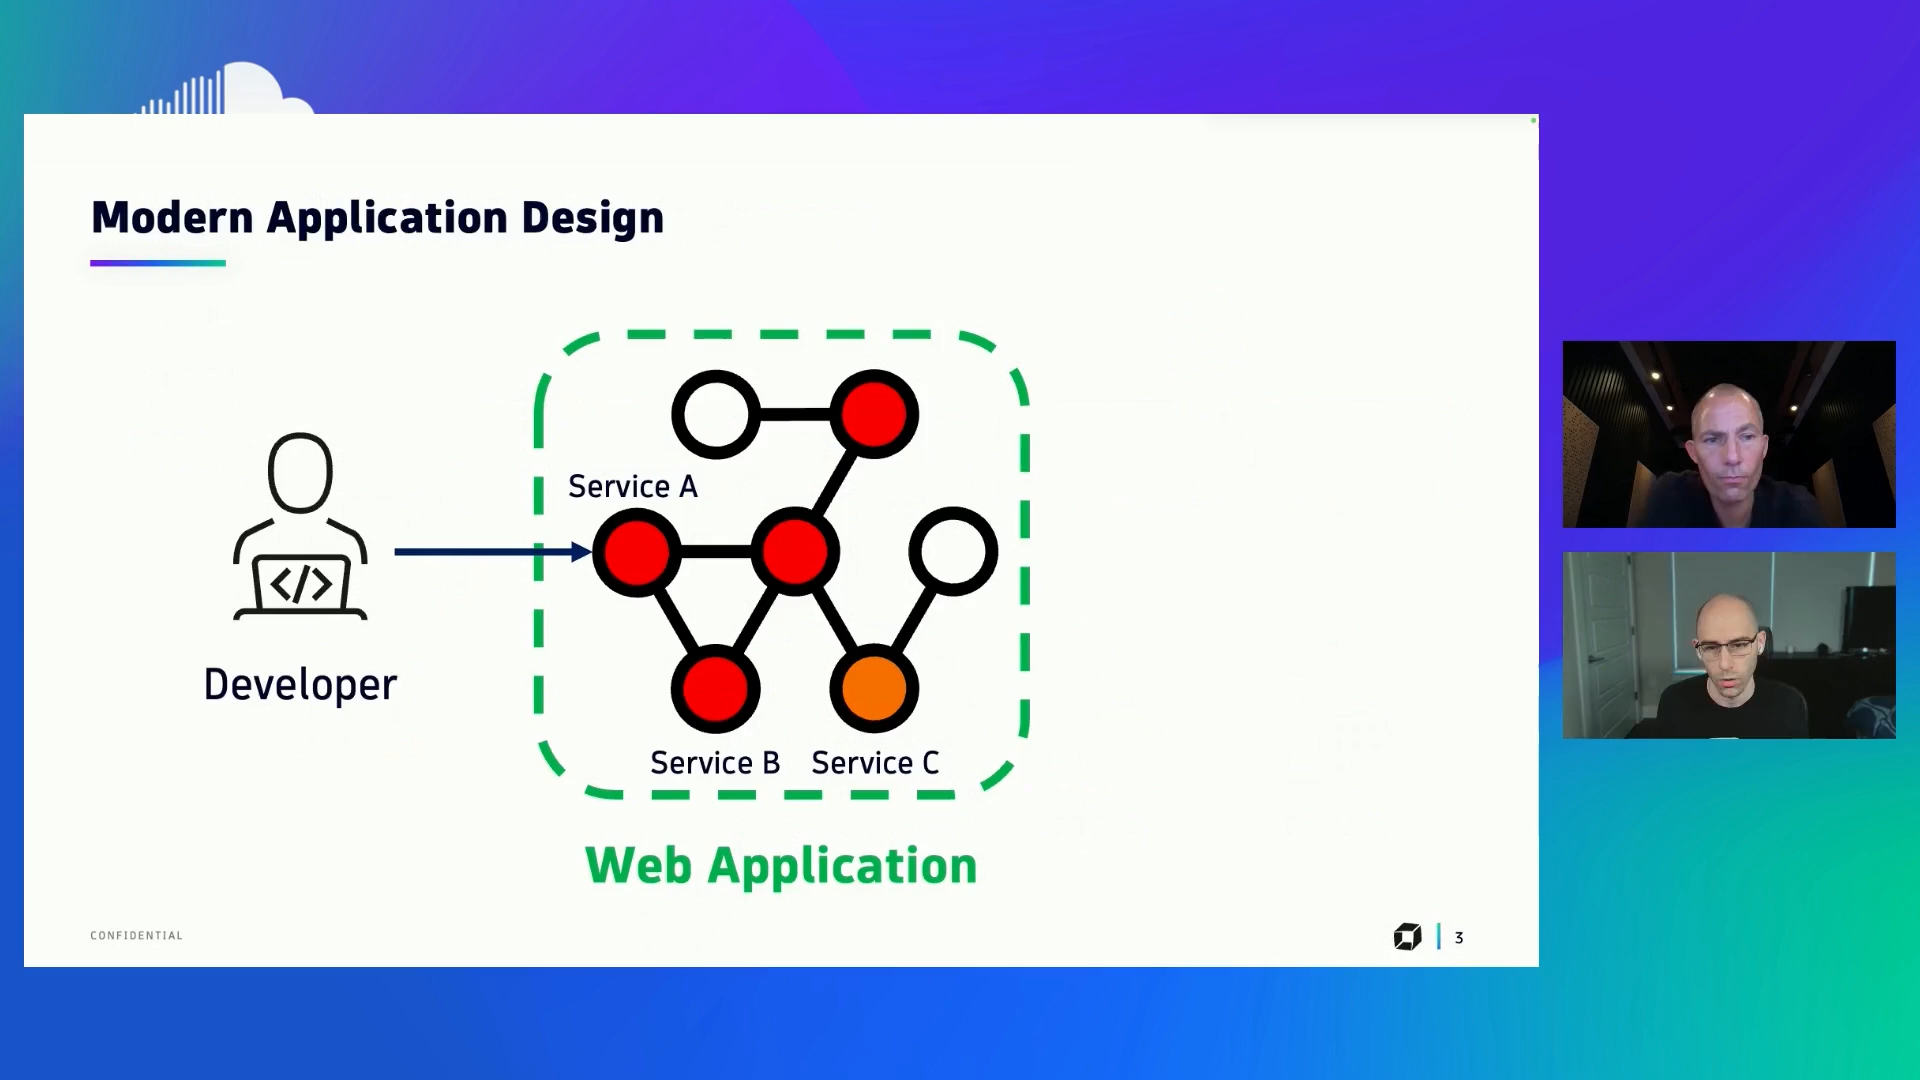 Modern Application Design
Service A
</>
Developer
Service B
Service C
Web Application
CONFIDENTIAL
3